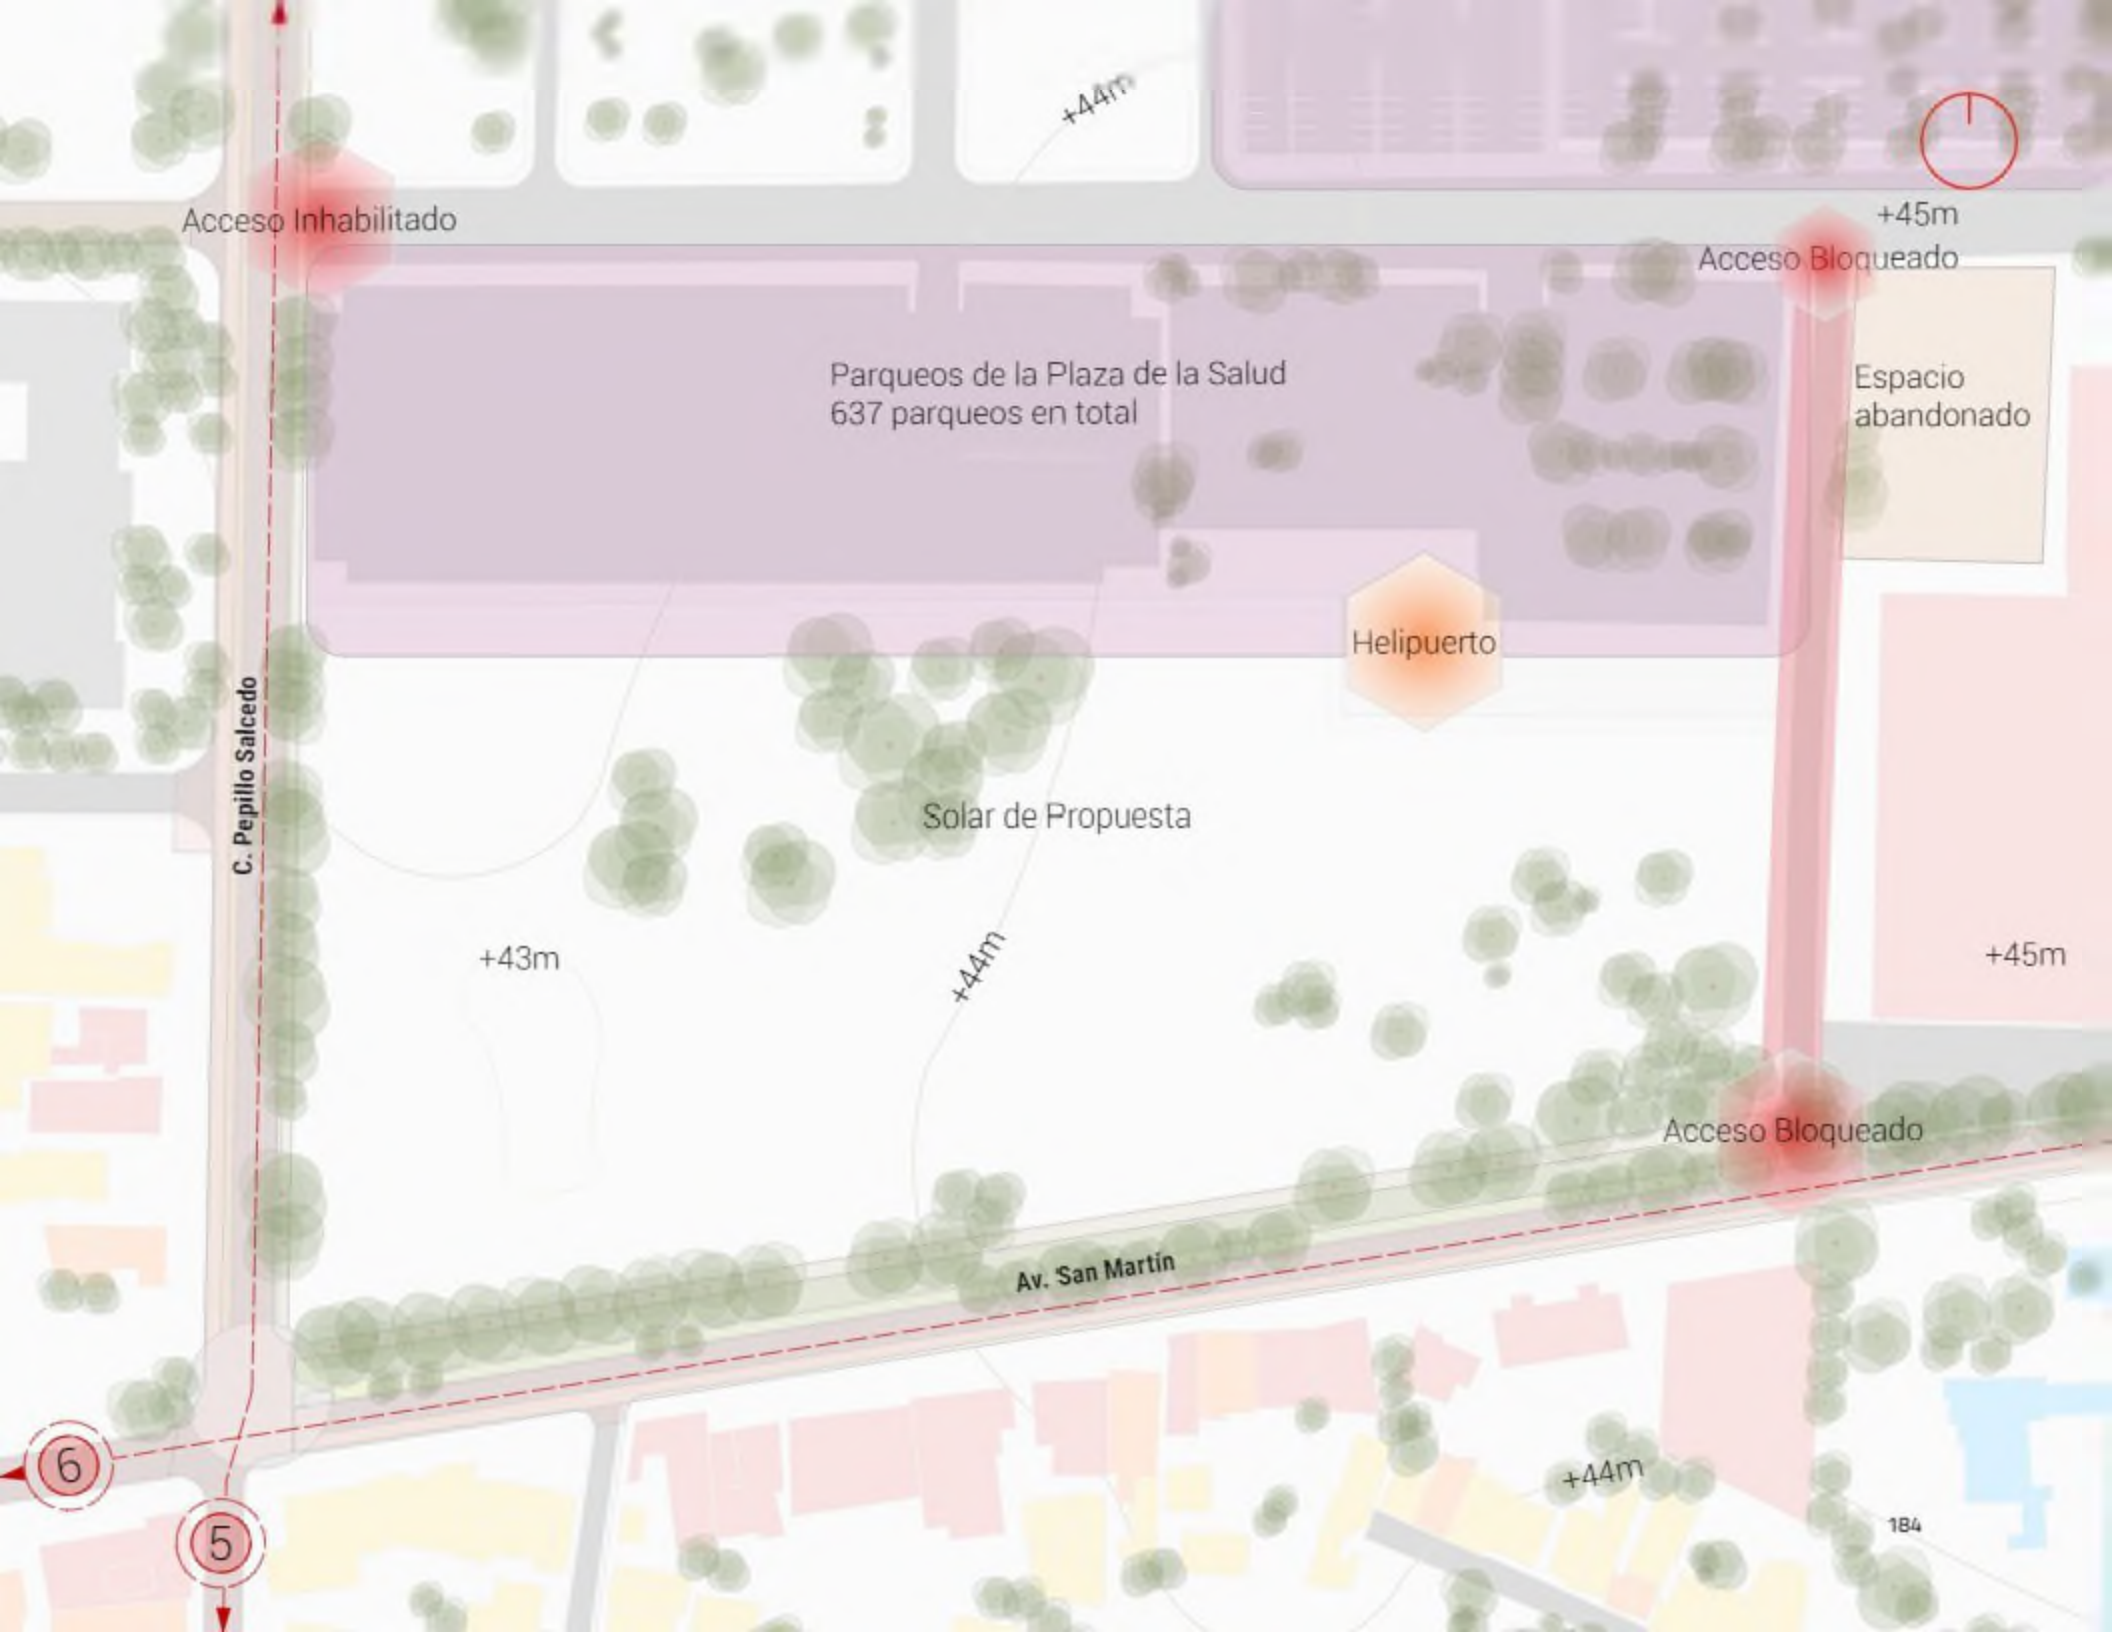 +44m
+45m
Acceso Inhabilitado
Acceso Bloqueado
Parqueos de la Plaza de la Salud
637 parqueos en total
Espacio
abandonado
Helipuerto
C. Pepillo Salcedo
Solar de Propuesta
+43m
+44m
+45m
Acceso Bloqueado
Av. San Martín
6
5
+44m
184